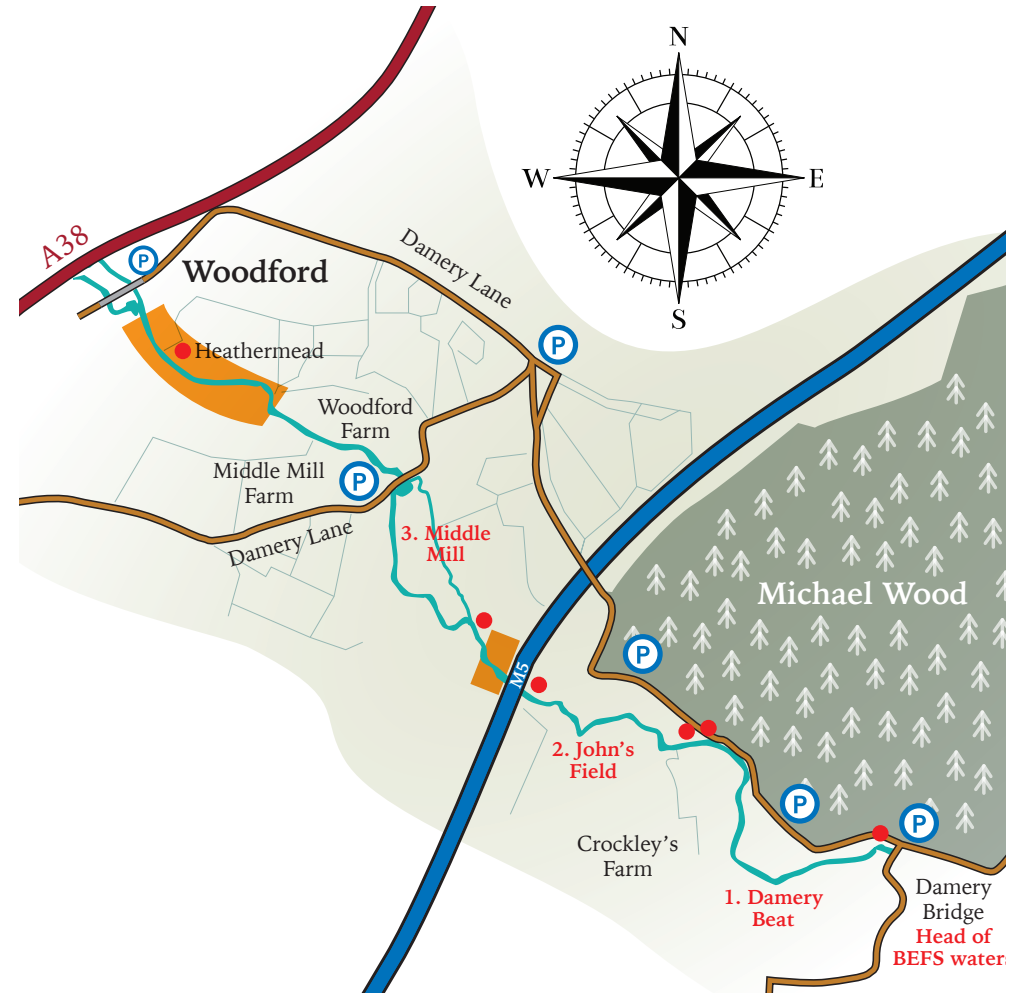 N
W
E
S
A38
P
Woodford
Damery Lane
P
Heathermead
Woodford
Farm
Middle Mill
Farm
P
Damery Lane
3. Middle
Mill
Michael Wood
P
M5
2. John's
Field
P
P
Crockley's
Farm
1. Damery
Beat
Damery
Bridge
Head of
BEFS water